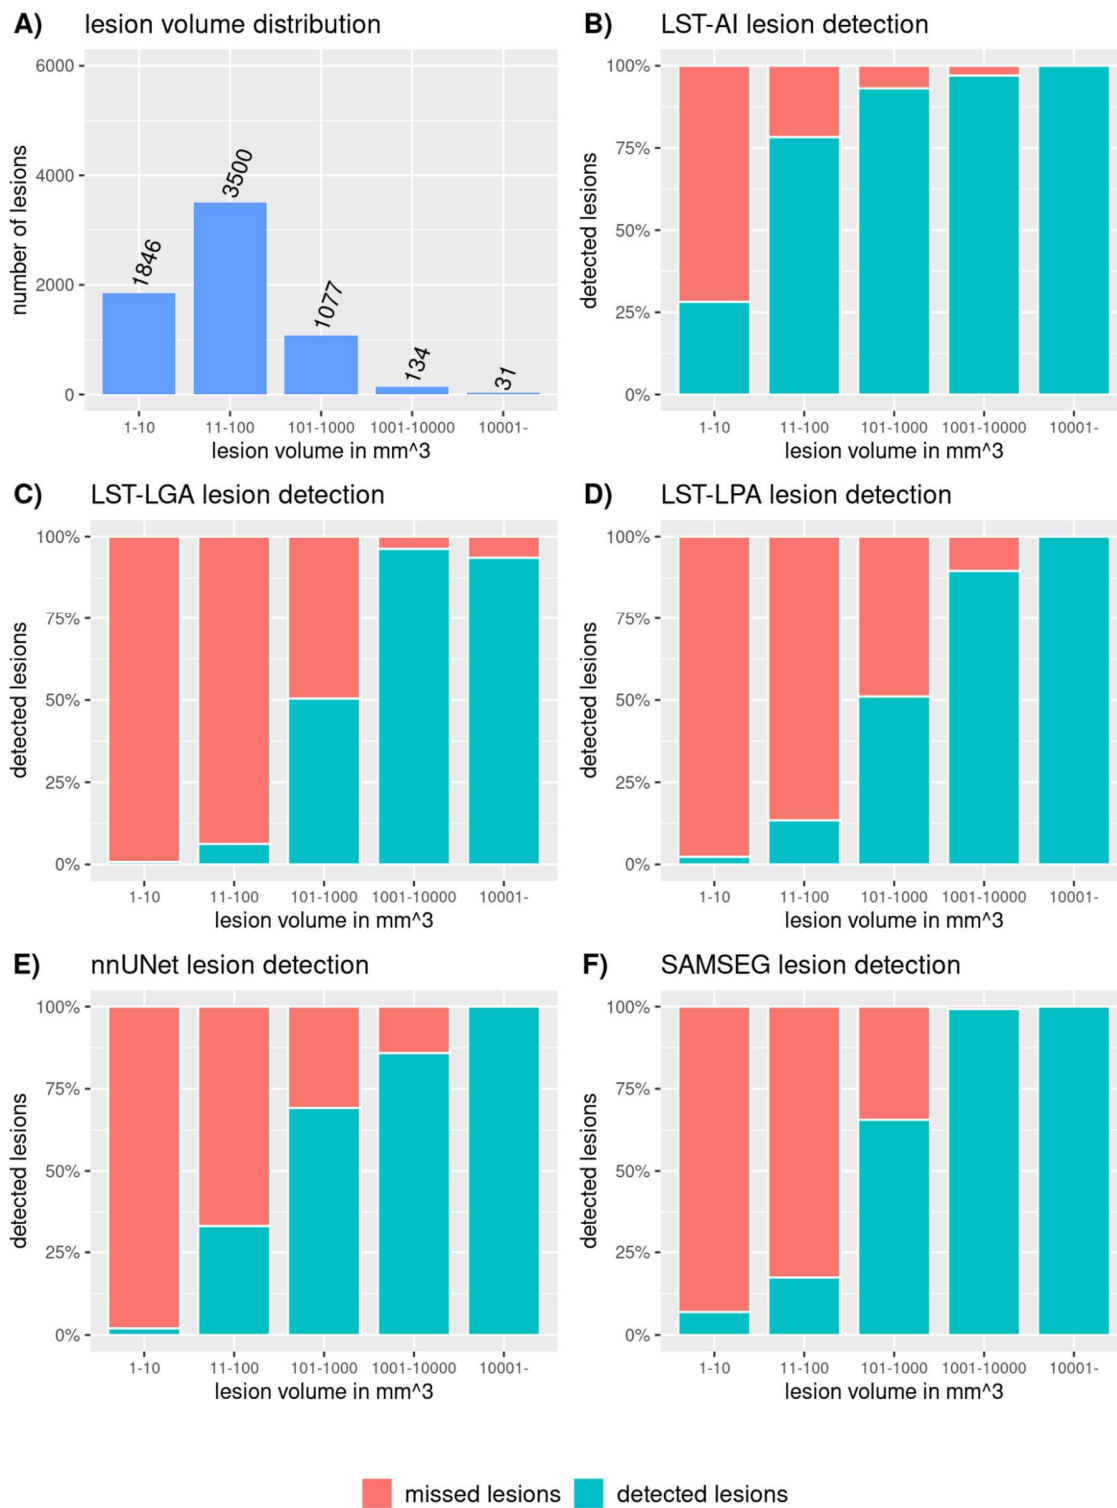 A) lesion volume distribution
6000
4000
2000
0
number of lesions
1846
3500
1077
134
31
1-10 11-100 101-1000 1001-10000 10001-
lesion volume in mm^3
B) LST-AI lesion detection
100%
75%
50%
25%
0%
detected lesions
1-10 11-100 101-1000 1001-10000 10001-
lesion volume in mm^3
C) LST-LGA lesion detection
100%
75%
50%
25%
0%
detected lesions
1-10 11-100 101-1000 1001-10000 10001-
lesion volume in mm^3
D) LST-LPA lesion detection
100%
75%
50%
25%
0%
detected lesions
1-10 11-100 101-1000 1001-10000 10001-
lesion volume in mm^3
E) nnUNet lesion detection
100%
75%
50%
25%
0%
detected lesions
1-10 11-100 101-1000 1001-10000 10001-
lesion volume in mm^3
F) SAMSEG lesion detection
100%
75%
50%
25%
0%
detected lesions
1-10 11-100 101-1000 1001-10000 10001-
lesion volume in mm^3
missed lesions detected lesions